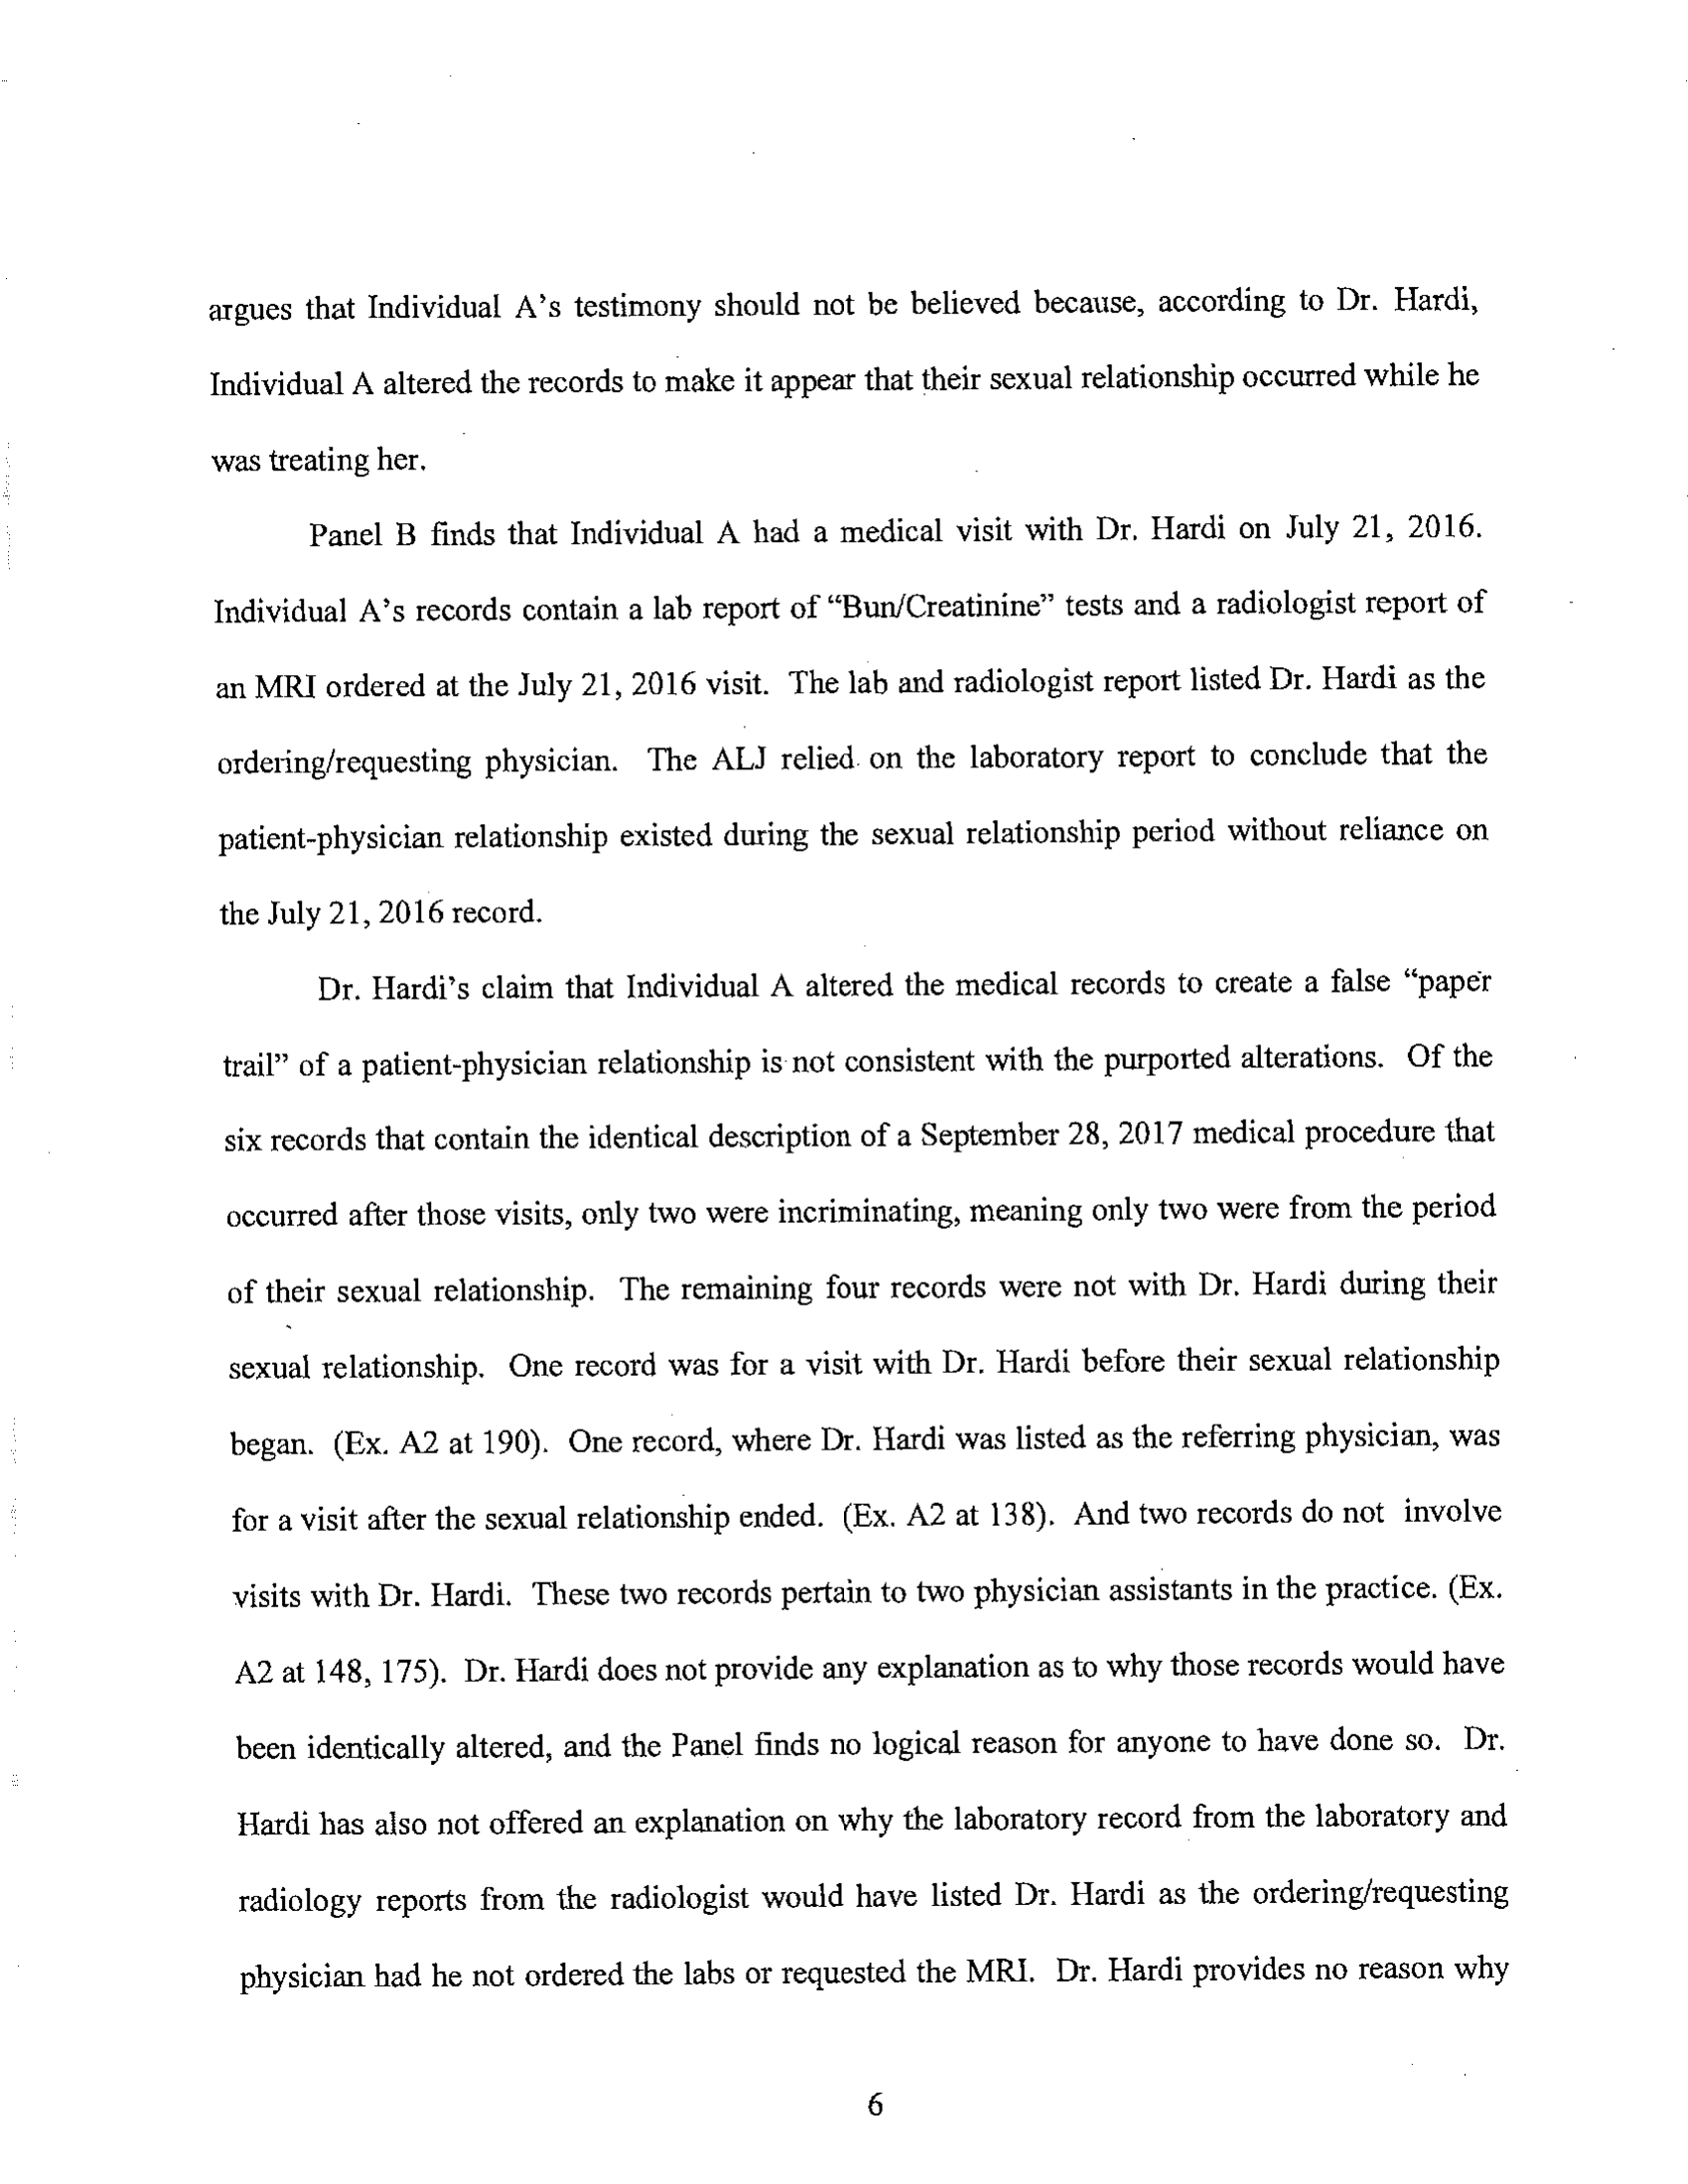 argues that Individual A's testimony should not be believed because, according to Dr. Hardi,
Individual A altered the records to make it appear that their sexual relationship occurred while he
was treating her.
Panel B finds that Individual A had a medical visit with Dr. Hardi on July 21, 2016.
Individual A's records contain a lab report of “Bun/Creatinine” tests and a radiologist report of
an MRI ordered at the July 21, 2016 visit. The lab and radiologist report listed Dr. Hardi as the
ordering/requesting physician. The ALJ relied on the laboratory report to conclude that the
patient-physician relationship existed during the sexual relationship period without reliance on
the July 21, 2016 record.
Dr. Hardi's claim that Individual A altered the medical records to create a false “paper
trail” of a patient-physician relationship is not consistent with the purported alterations. Of the
six records that contain the identical description of a September 28, 2017 medical procedure that
occurred after those visits, only two were incriminating, meaning only two were from the period
of their sexual relationship. The remaining four records were not with Dr. Hardi during their
sexual relationship. One record was for a visit with Dr. Hardi before their sexual relationship
began. (Ex. A2 at 190). One record, where Dr. Hardi was listed as the referring physician, was
for a visit after the sexual relationship ended. (Ex. A2 at 138). And two records do not involve
visits with Dr. Hardi. These two records pertain to two physician assistants in the practice. (Ex.
A2 at 148, 175). Dr. Hardi does not provide any explanation as to why those records would have
been identically altered, and the Panel finds no logical reason for anyone to have done so. Dr.
Hardi has also not offered an explanation on why the laboratory record from the laboratory and
radiology reports from the radiologist would have listed Dr. Hardi as the ordering/requesting
physician had he not ordered the labs or requested the MRI. Dr. Hardi provides no reason why
6